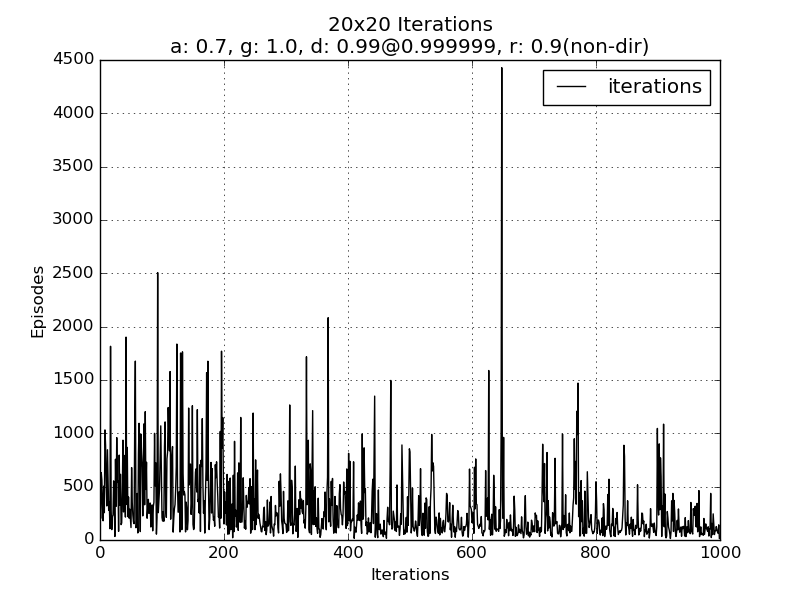 20x20 Iterations
a: 0.7, g: 1.0, d: 0.99@0.999999, r: 0.9(non-dir)
4500
4000
3500
3000
2500
2000
1500
1000
500
0
iterations
Episodes
0 200 400 600 800 1000
Iterations